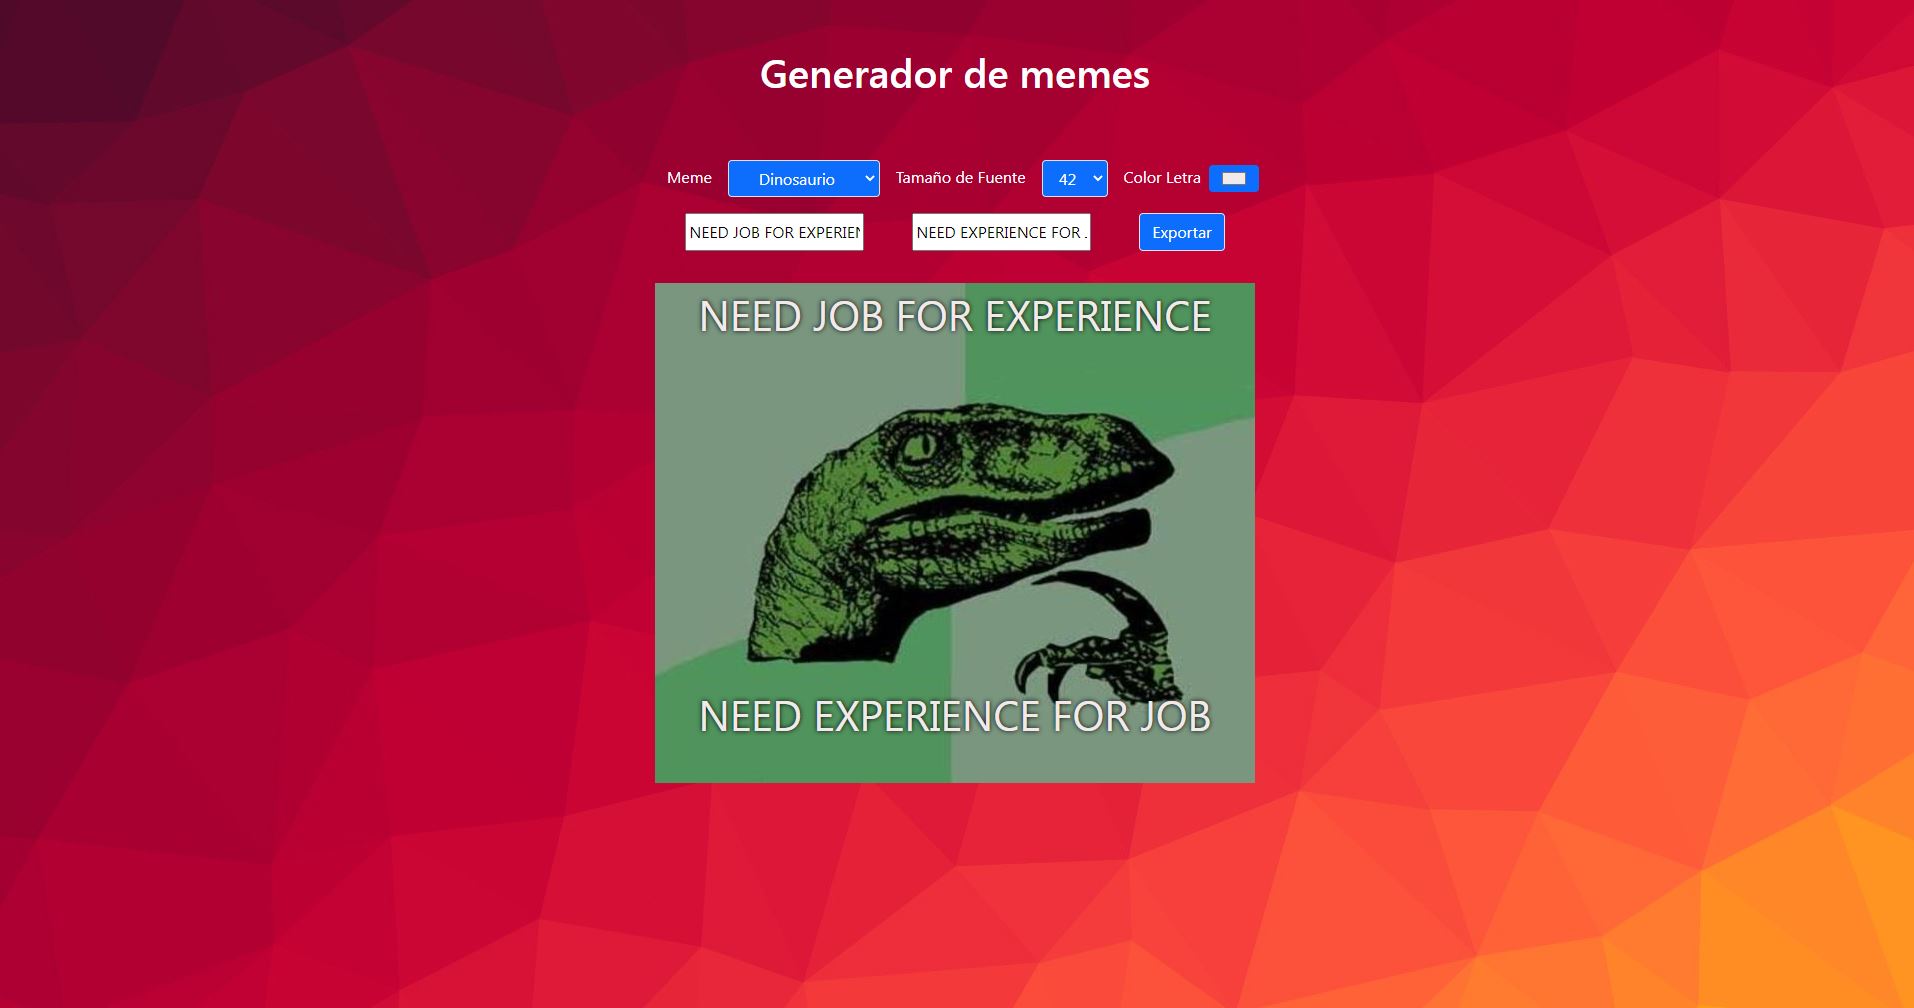 Generador de memes
Meme Dinosaurio Tamaño de Fuente 42 Color Letra
NEED JOB FOR EXPERIEN NEED EXPERIENCE FOR . Exportar
NEED JOB FOR EXPERIENCE
NEED EXPERIENCE FOR JOB